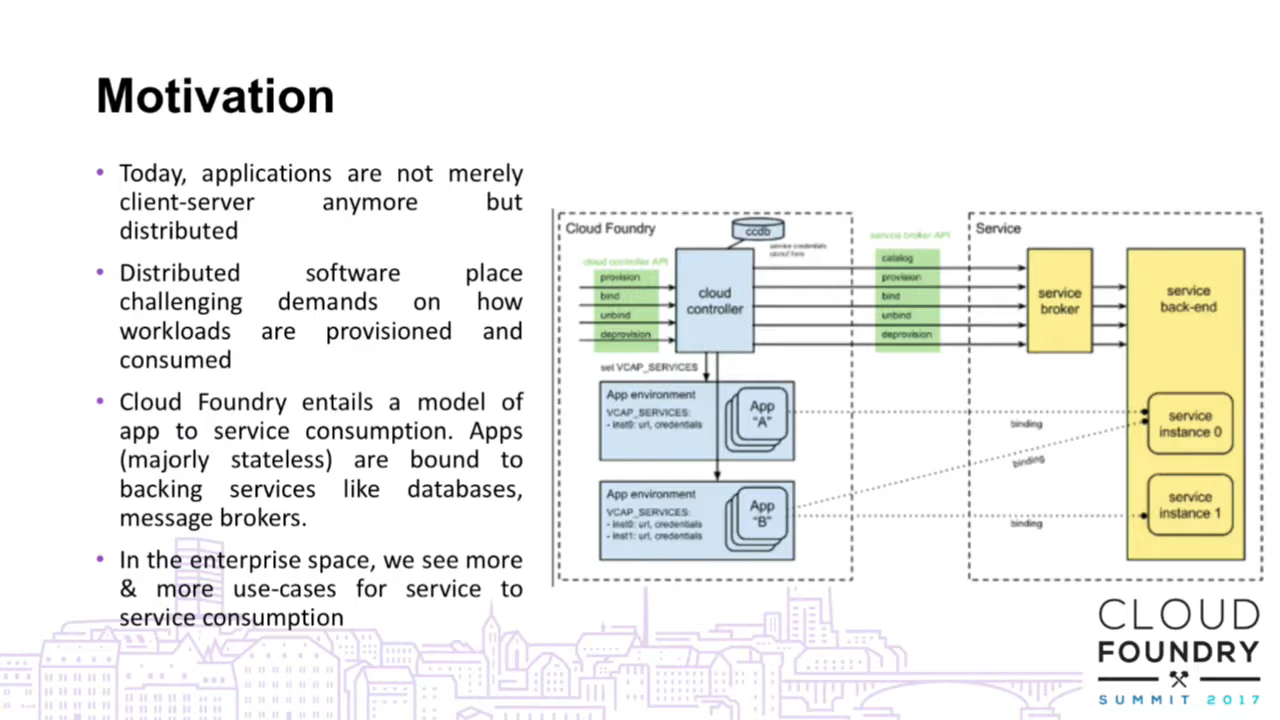 Motivation
• Today, applications are not merely
client-server anymore but
distributed
• Distributed software place
challenging demands on how
workloads are provisioned and
consumed
• Cloud Foundry entails a model of
app to service consumption. Apps
(majorly stateless) are bound to
backing services like databases,
message brokers.
• In the enterprise space, we see more
& more use-cases for service to
service consumption
Cloud Foundry
ccdb
service credentials
stored here
cloud controller API
provision
bind
unbind
deprovision
cloud
controller
service broker API
catalog
provision
bind
unbind
deprovision
Service
service
broker
service
back-end
set VCAP_SERVICES
App environment
VCAP_SERVICES:
- inst0: url, credentials
App
"A"
App environment
VCAP_SERVICES:
- inst0: url, credentials
- inst1: url, credentials
App
"B"
binding
binding
binding
service
instance 0
service
instance 1
CLOUD
FOUNDRY
SUMMIT 2017